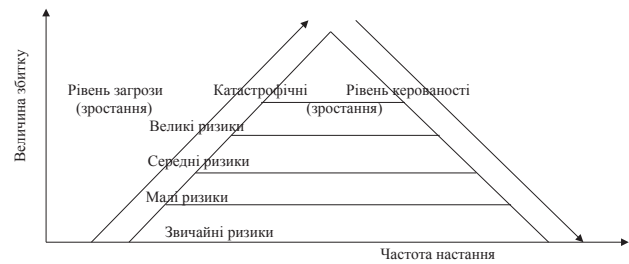 Величина збитку
Рівень загрози
(зростання)
Катастрофічні
Рівень керованості
(зростання)
Великі ризики
Середні ризики
Малі ризики
Звичайні ризики
Частота настання